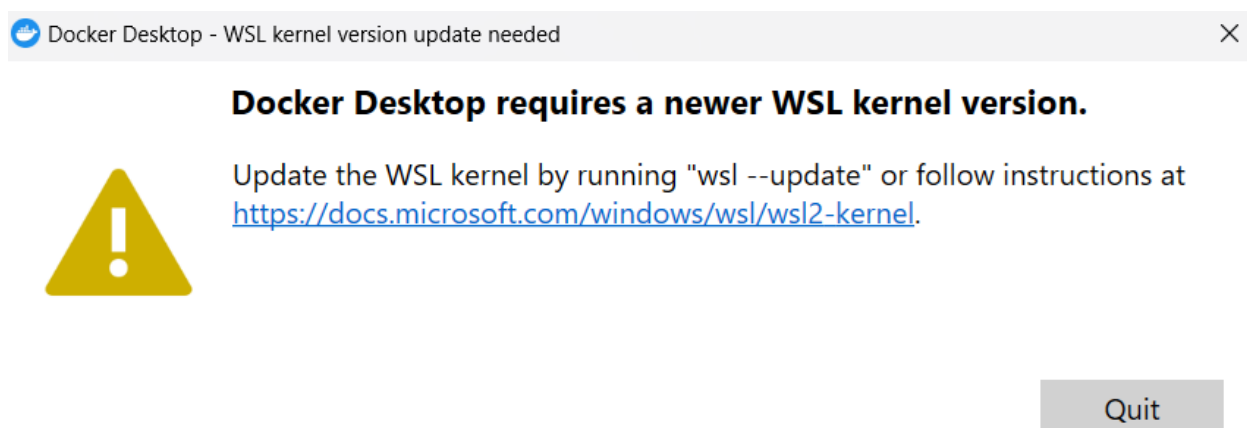 Docker Desktop - WSL kernel version update needed
Docker Desktop requires a newer WSL kernel version.
Update the WSL kernel by running "wsl --update" or follow instructions at
https://docs.microsoft.com/windows/wsl/wsl2-kernel.
Quit